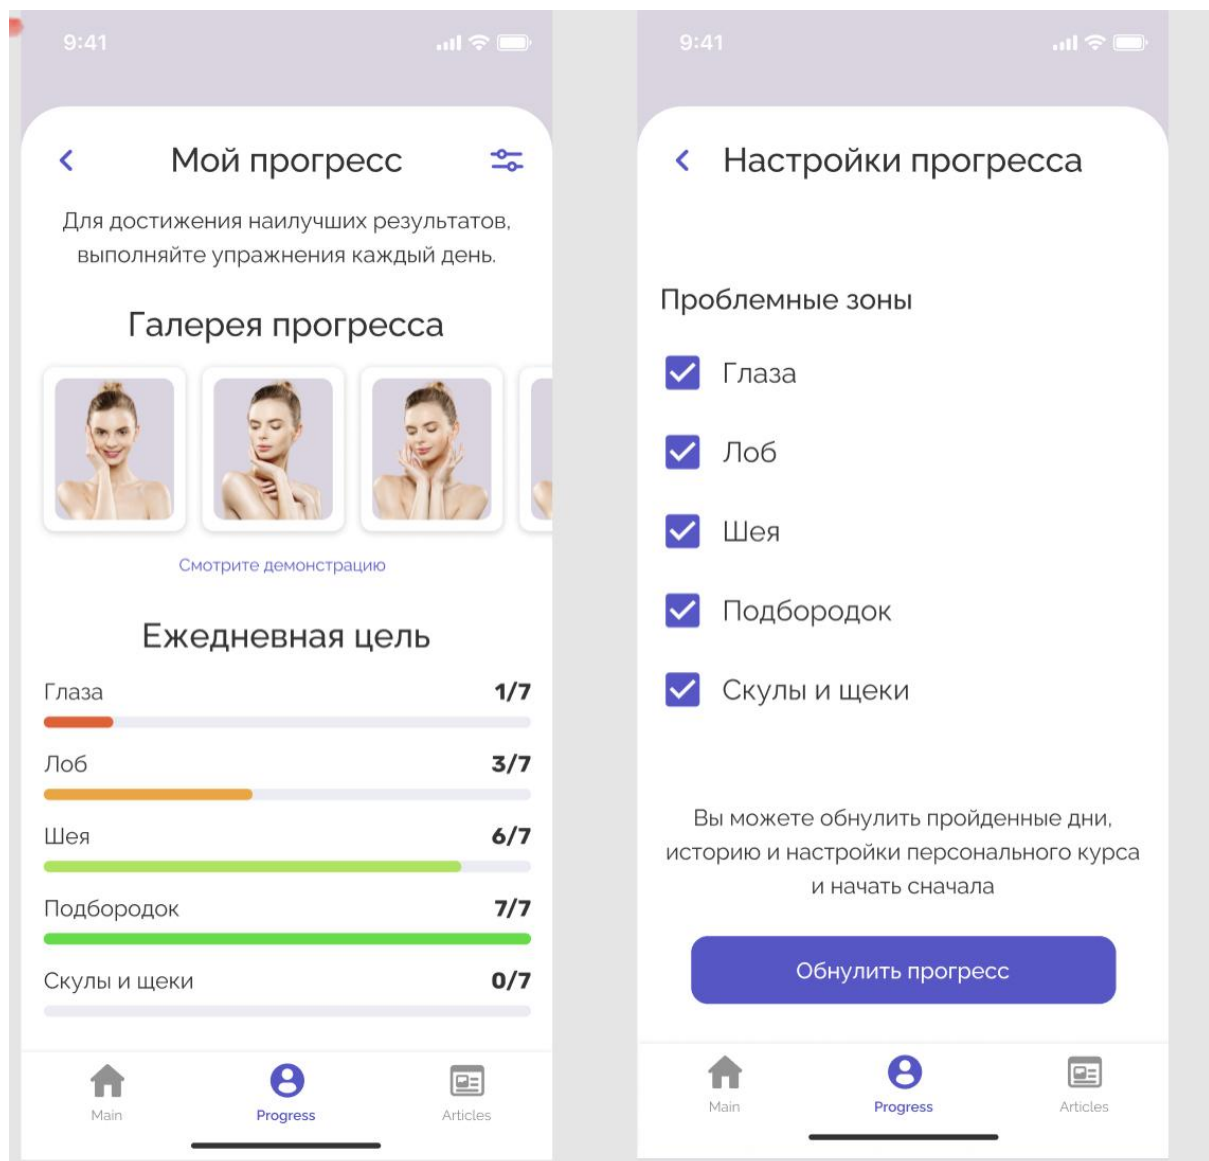 9:41
Мой прогресс
Для достижения наилучших результатов,
выполняйте упражнения каждый день.
Галерея прогресса
Смотрите демонстрацию
Ежедневная цель
Глаза 1/7
Лоб 3/7
Шея 6/7
Подбородок 7/7
Скулы и щеки 0/7
Main Progress Articles
9:41
Настройки прогресса
Проблемные зоны
Глаза
Лоб
Шея
Подбородок
Скулы и щеки
Вы можете обнулить пройденные дни,
историю и настройки персонального курса
и начать сначала
Обнулить прогресс
Main Progress Articles